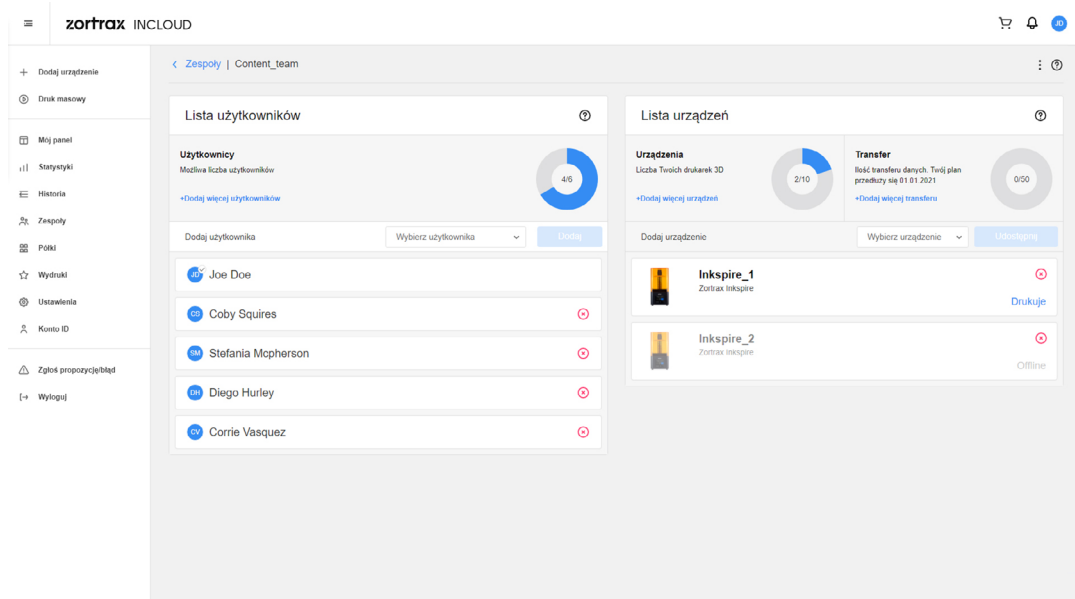 zortrax INCLOUD
JD
Dodaj urządzenie
Druk masowy
Mój panel
Statystyki
Historia
Zespoły
Półki
Wydruki
Ustawienia
Konto ID
Zgłoś propozycję/błąd
Wyloguj
Zespoły | Content_team
Lista użytkowników
Użytkownicy
Możliwa liczba użytkowników
+Dodaj więcej użytkowników
4/6
Dodaj użytkownika
Wybierz użytkownika
Dodaj
JD Joe Doe
CS Coby Squires
SM Stefania Mcpherson
DH Diego Hurley
CV Corrie Vasquez
Lista urządzeń
Urządzenia
Liczba Twoich drukarek 3D
+Dodaj więcej urządzeń
2/10
Transfer
Ilość transferu danych. Twój plan
przedłuży się 01.01.2021
+Dodaj więcej transferu
0/50
Dodaj urządzenie
Wybierz urządzenie
Udostępnij
Inkspire_1
Zortrax Inkspire
Drukuje
Inkspire_2
Zortrax Inkspire
Offline